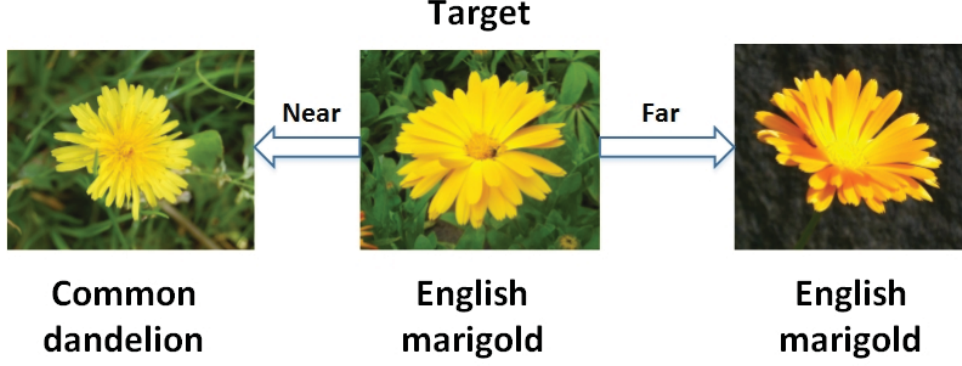 Target
Near
Far
Common
dandelion
English
marigold
English
marigold